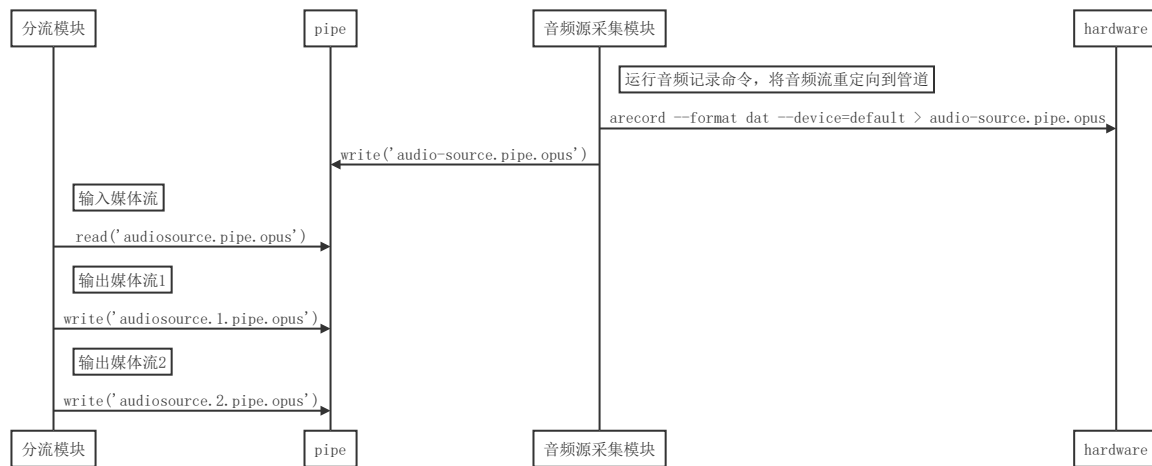 分流模块
pipe
音频源采集模块
hardware
运行音频记录命令，将音频流重定向到管道
arecord --format dat --device=default > audio-source.pipe.opus
write('audio-source.pipe.opus')
输入媒体流
read('audiosource.pipe.opus')
输出媒体流1
write('audiosource.1.pipe.opus')
输出媒体流2
write('audiosource.2.pipe.opus')
分流模块
pipe
音频源采集模块
hardware